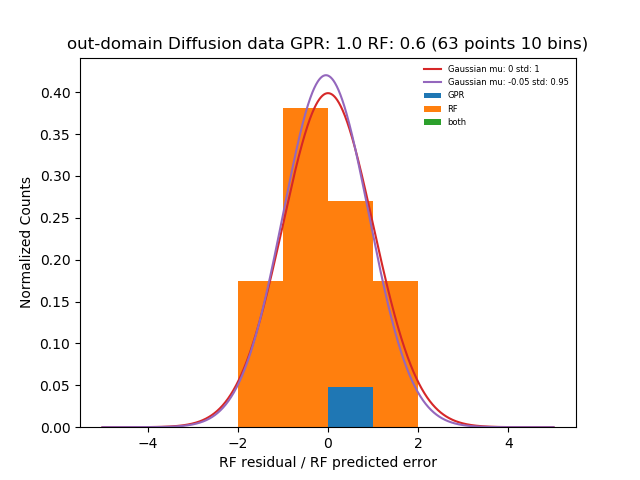 out-domain Diffusion data GPR: 1.0 RF: 0.6 (63 points 10 bins)
Gaussian mu: 0 std: 1
Gaussian mu: -0.05 std: 0.95
GPR
RF
both
Normalized Counts
0.40
0.35
0.30
0.25
0.20
0.15
0.10
0.05
0.00
−4
−2
0
2
4
RF residual / RF predicted error